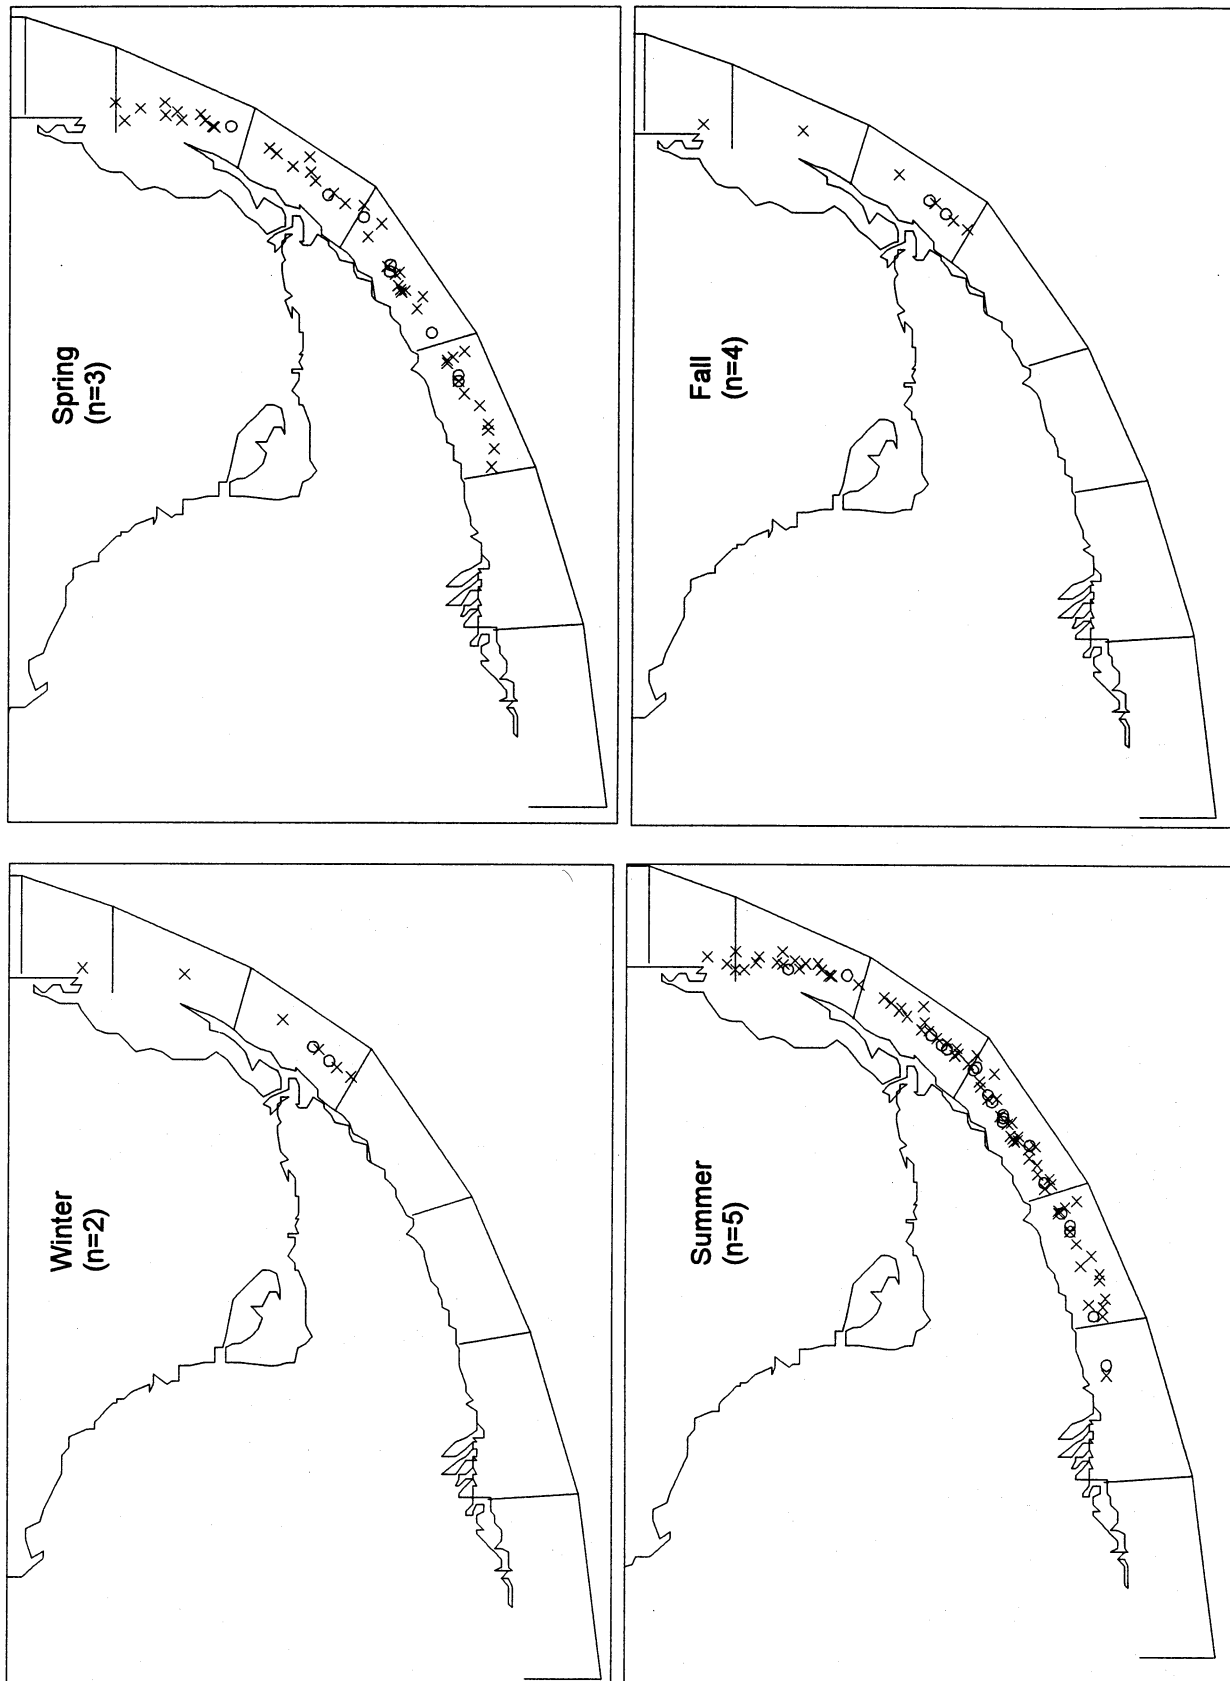 Winter
(n=2)
Spring
(n=3)
Summer
(n=5)
Fall
(n=4)